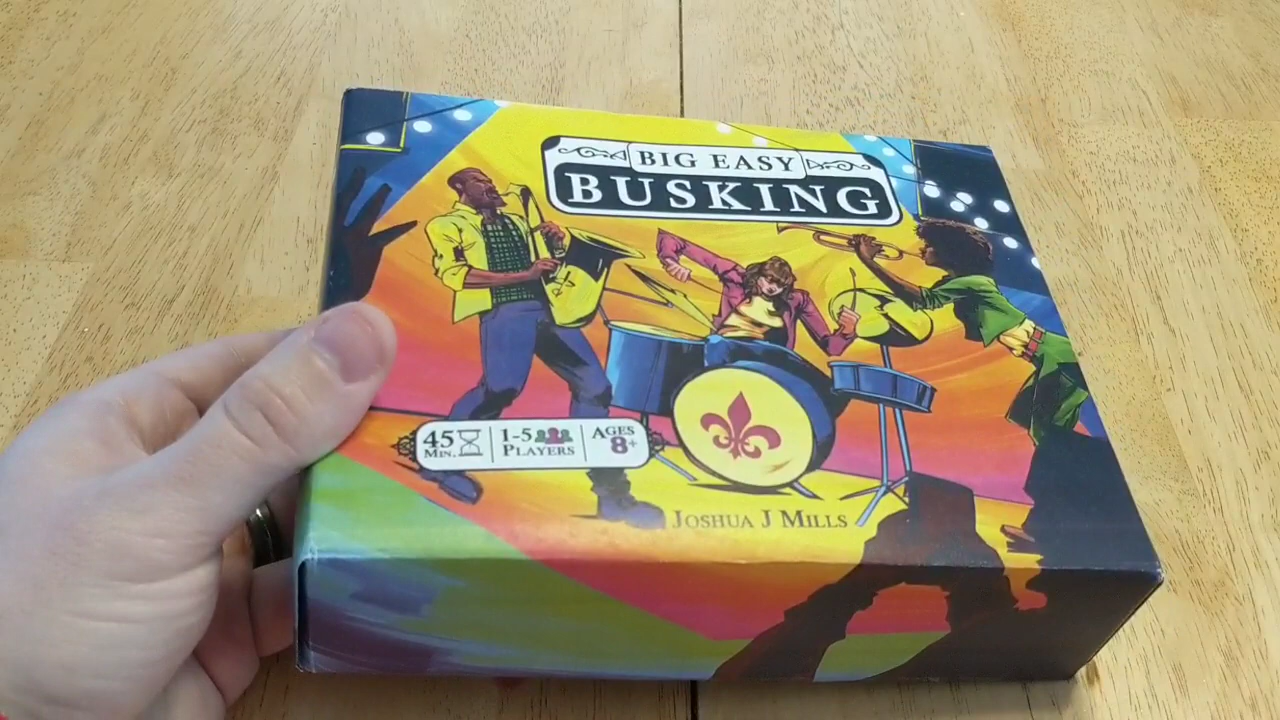 BIG EASY
BUSKING
45 MIN.
1-5 PLAYERS
AGES 8+
JOSHUA J MILLS